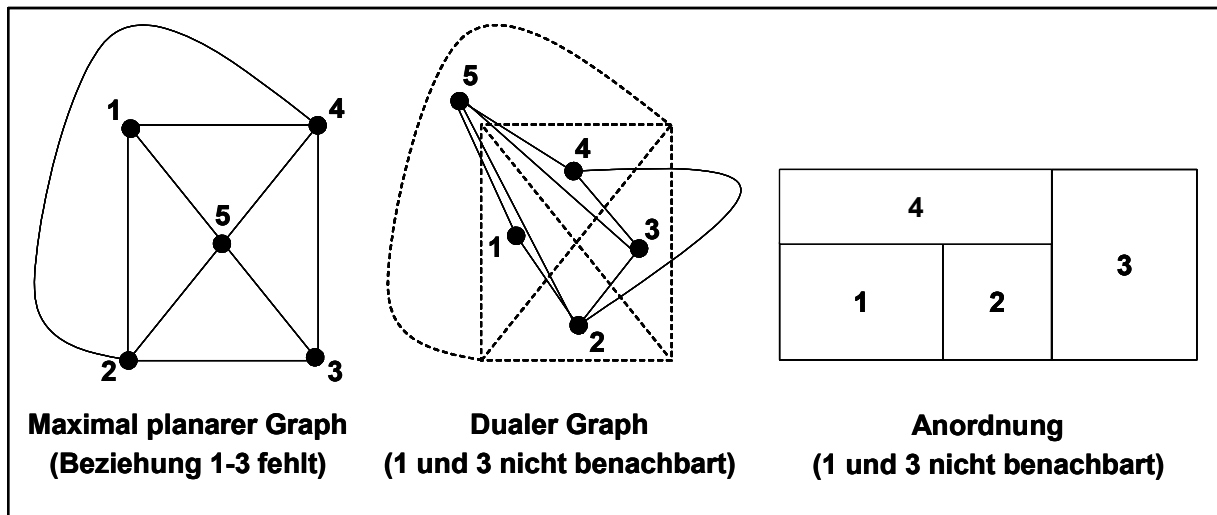 1
4
5
2
3
Maximal planarer Graph
(Beziehung 1-3 fehlt)
5
4
1
3
2
Dualer Graph
(1 und 3 nicht benachbart)
4
1
2
3
Anordnung
(1 und 3 nicht benachbart)